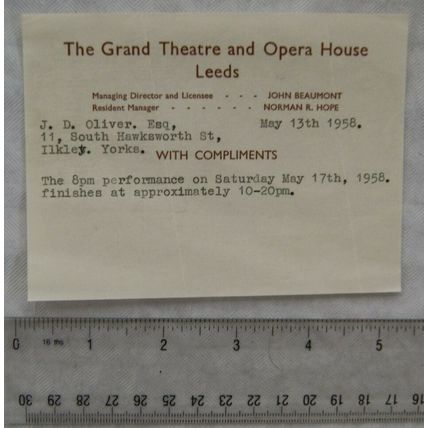 The Grand Theatre and Opera House
Leeds
Managing Director and Licensee - - - JOHN BEAUMONT
Resident Manager - - - - - - NORMAN R. HOPE
J. D. Oliver. Esq, May 13th 1958.
11, South Hawksworth St,
Ilkley. Yorks.
WITH COMPLIMENTS
The 8pm performance on Saturday May 17th, 1958.
finishes at approximately 10-20pm.
0 16 ths 1 2 3 4 5
30 29 28 27 26 25 24 23 22 21 20 19 18 17 16